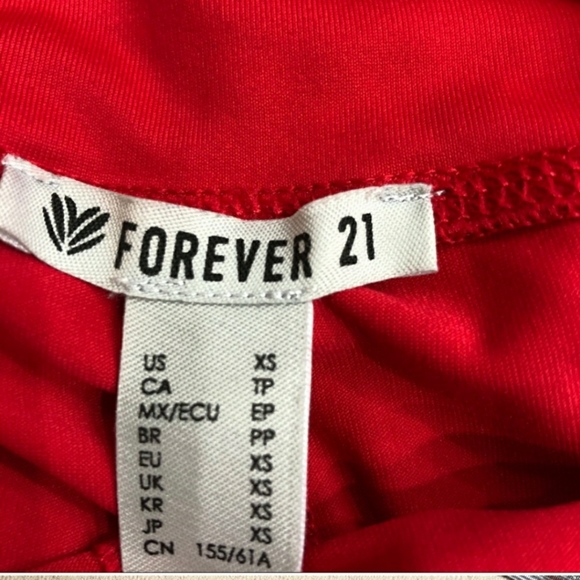 FOREVER 21
US XS
CA TP
MX/ECU EP
BR PP
EU XS
UK XS
KR XS
JP XS
CN 155/61A